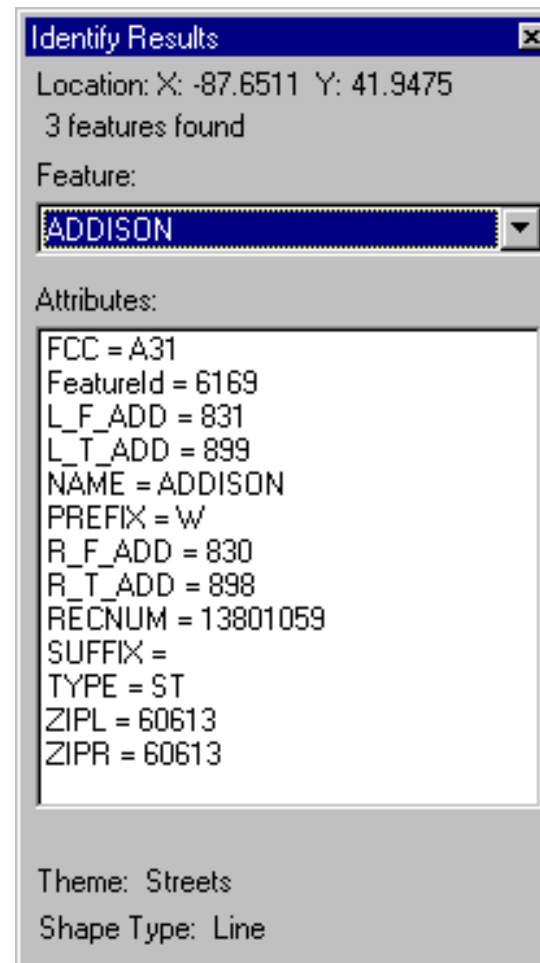 Identify Results
Location: X: -87.6511 Y: 41.9475
3 features found
Feature:
ADDISON
Attributes:
FCC = A31
FeatureId = 6169
L_F_ADD = 831
L_T_ADD = 899
NAME = ADDISON
PREFIX = W
R_F_ADD = 830
R_T_ADD = 898
RECNUM = 13801059
SUFFIX =
TYPE = ST
ZIPL = 60613
ZIPR = 60613
Theme: Streets
Shape Type: Line